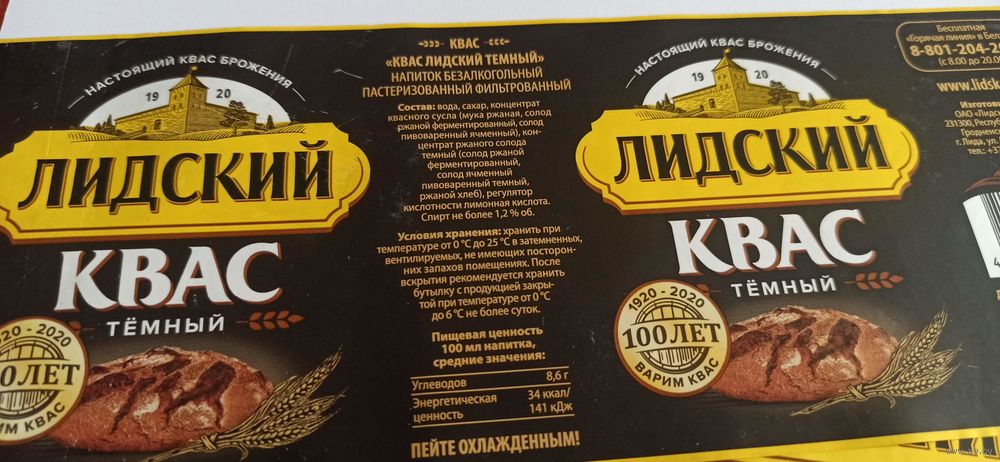 НАСТОЯЩИЙ КВАС БРОЖЕНИЯ
19 20
ЛИДСКИЙ
КВАС
ТЁМНЫЙ
20 - 2020
0 ЛЕТ
ИМ КВАС
КВАС
«КВАС ЛИДСКИЙ ТЕМНЫЙ»
НАПИТОК БЕЗАЛКОГОЛЬНЫЙ
ПАСТЕРИЗОВАННЫЙ ФИЛЬТРОВАННЫЙ
Состав: вода, сахар, концентрат
квасного сусла (мука ржаная, солод
ржаной ферментированный, солод
пивоваренный ячменный), кон-
центрат ржаного солода
темный (солод ржаной
ферментированный,
солод ячменный
пивоваренный темный,
ржаной хлеб), регулятор
кислотности лимонная кислота.
Спирт не более 1,2 % об.
Условия хранения: хранить при
температуре от 0 °С до 25 °С в затемненных,
вентилируемых, не имеющих посторон-
них запахов помещениях. После
вскрытия рекомендуется хранить
бутылку с продукцией закры-
той при температуре от 0 °С
до 6 °С не более суток.
Пищевая ценность
100 мл напитка,
средние значения:
Углеводов 8,6 г
Энергетическая 34 ккал/
ценность 141 кДж
ПЕЙТЕ ОХЛАЖДЕННЫМ!
НАСТОЯЩИЙ КВАС БРОЖЕНИЯ
19 20
ЛИДСКИЙ
КВАС
ТЁМНЫЙ
1920 - 2020
100 ЛЕТ
ВАРИМ КВАС
Бесплатная
«Горячая линия» в Бел
8-801-204-2
(с 8.00 до 20.00
www.lidsk
Изготов
ОАО «Лидс
231300, Респуб
Гродненс
г. Лида, ул.
тел.: +37
4